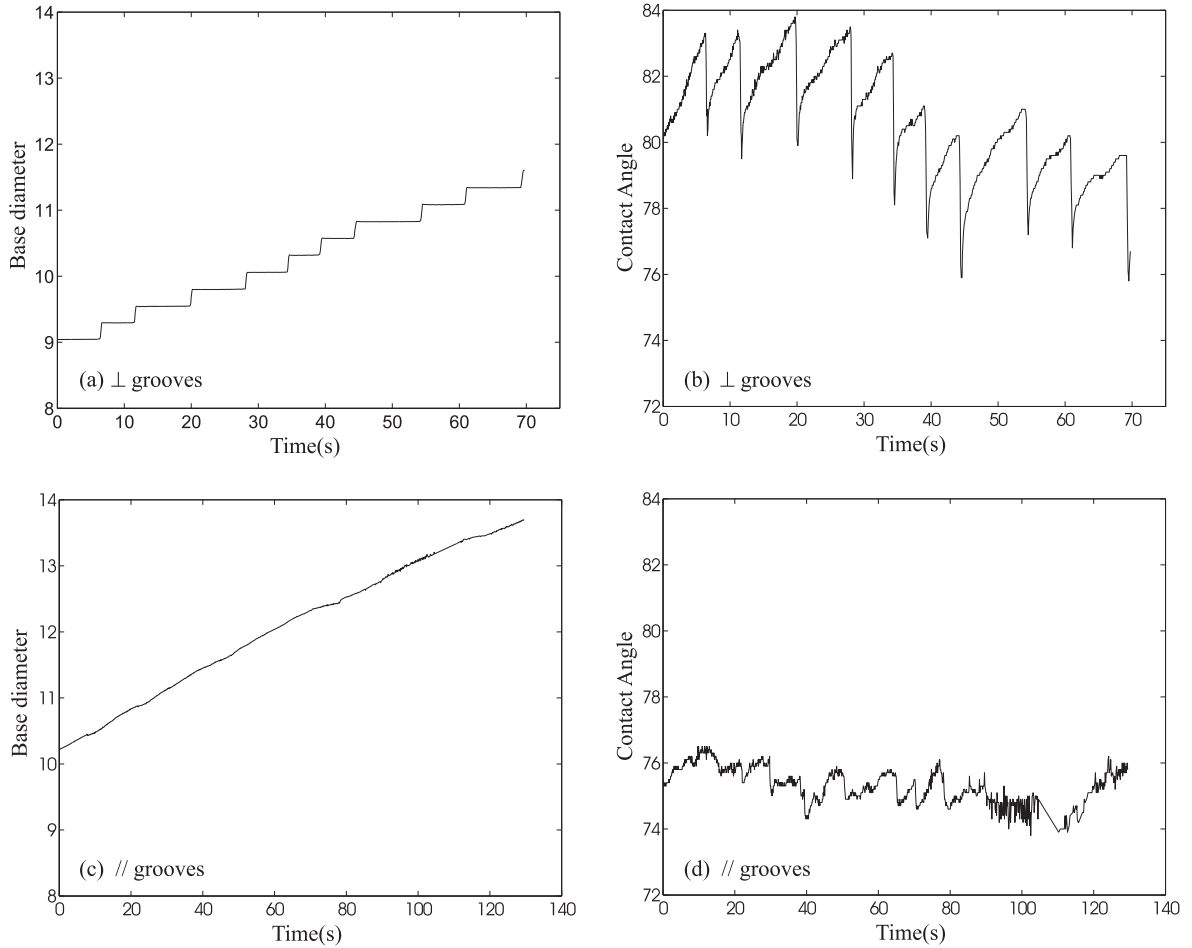 14
13
12
11
10
9
8
Base diameter
0 10 20 30 40 50 60 70
Time(s)
(a) ⊥ grooves
84
82
80
78
76
74
72
Contact Angle
0 10 20 30 40 50 60 70
Time(s)
(b) ⊥ grooves
14
13
12
11
10
9
8
Base diameter
0 20 40 60 80 100 120 140
Time(s)
(c) // grooves
84
82
80
78
76
74
72
Contact Angle
0 20 40 60 80 100 120 140
Time(s)
(d) // grooves